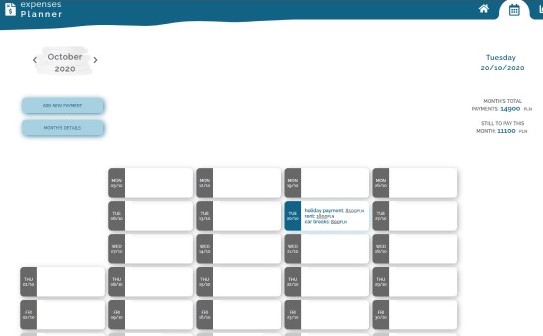 expenses
Planner
October
2020
Tuesday
20/10/2020
ADD NEW PAYMENT
MONTH'S DETAILS
MONTH'S TOTAL
PAYMENTS: 14900 PLN
STILL TO PAY THIS
MONTH: 11100 PLN
MON
05/10
MON
12/10
MON
19/10
MON
26/10
TUE
06/10
TUE
13/10
TUE
20/10
holiday payment: 8500PLN
rent: 1800PLN
car breaks: 800PLN
TUE
27/10
WED
07/10
WED
14/10
WED
21/10
WED
28/10
THU
01/10
THU
08/10
THU
15/10
THU
22/10
THU
29/10
FRI
02/10
FRI
09/10
FRI
16/10
FRI
23/10
FRI
30/10